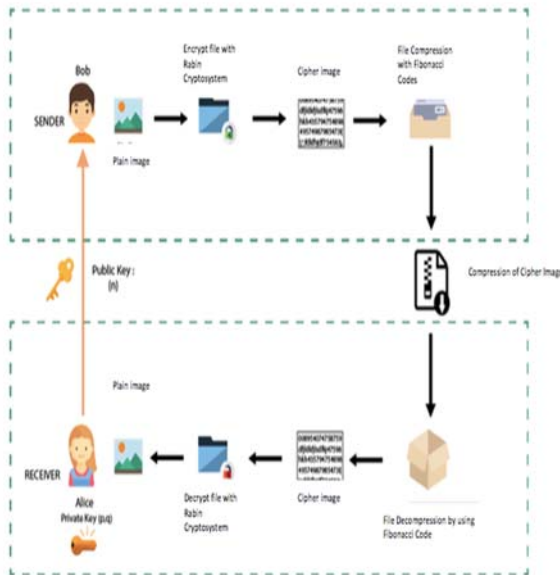 Bob
SENDER
Plain image
Encrypt file with
Rabin
Cryptosystem
Cipher image
File Compression
with Fibonacci
Codes
Public Key :
(n)
Compression of Cipher Imag
Plain image
RECEIVER
Alice
Private Key (p,q)
Decrypt file with
Rabin
Cryptosystem
Cipher image
File Decompression by using
Fibonacci Code